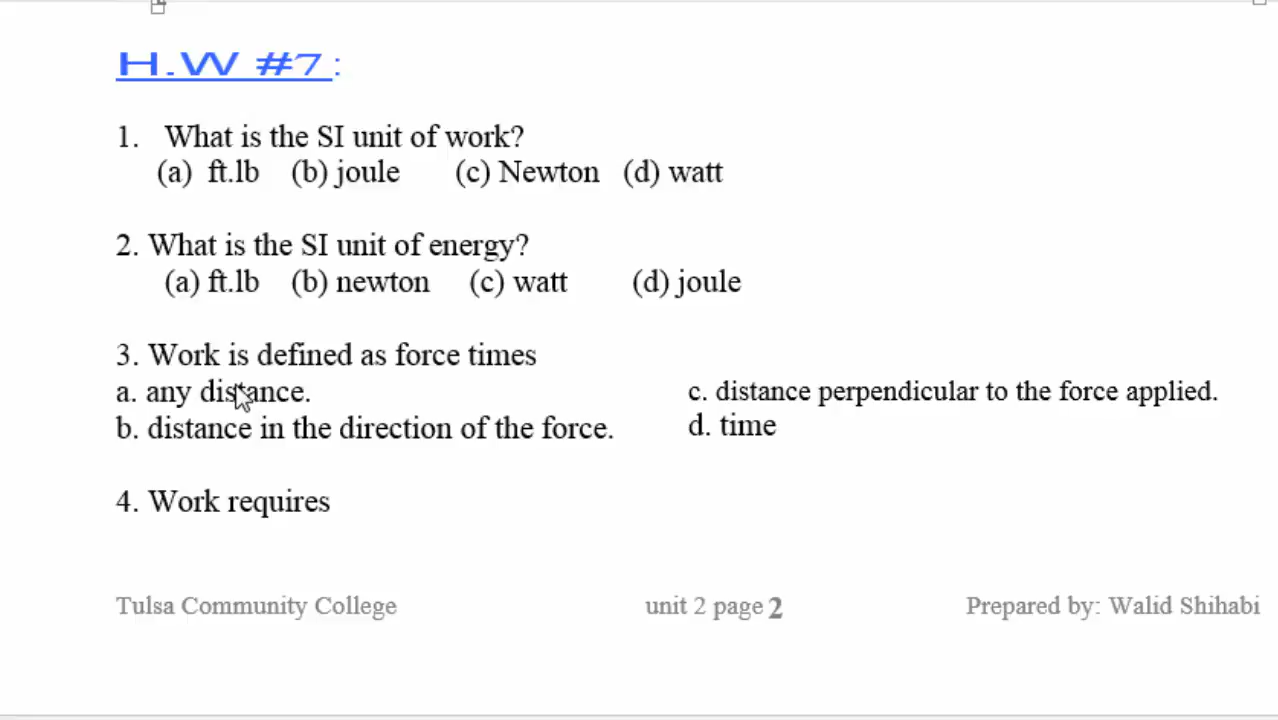 H.W #7 :
1. What is the SI unit of work?
(a) ft.lb (b) joule (c) Newton (d) watt
2. What is the SI unit of energy?
(a) ft.lb (b) newton (c) watt (d) joule
3. Work is defined as force times
a. any distance. c. distance perpendicular to the force applied.
b. distance in the direction of the force. d. time
4. Work requires
Tulsa Community College unit 2 page 2 Prepared by: Walid Shihabi